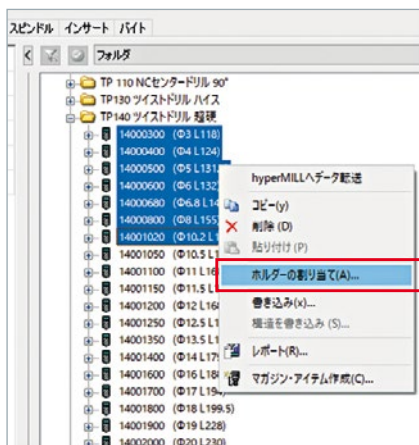 スピンドル インサート バイト
フォルダ
TP 110 NCセンタードリル 90°
TP130 ツイストドリル ハイス
TP140 ツイストドリル 超硬
14000300 (Φ3 L118)
14000400 (Φ4 L124)
14000500 (Φ5 L131.
14000600 (Φ6 L132)
14000680 (Φ6.8 L14
14000800 (Φ8 L155)
14001020 (Φ10.2 L1
14001050 (Φ10.5 L1
14001100 (Φ11 L16
14001150 (Φ11.5 L
14001200 (Φ12 L16
14001250 (Φ12.5 L1
14001350 (Φ13.5 L1
14001400 (Φ14 L17
14001600 (Φ16 L18
14001700 (Φ17 L194)
14001800 (Φ18 L199.5)
14001900 (Φ19 L228)
14002000 (Φ20 L230)
hyperMILLへデータ転送
コピー(y)
削除 (D)
貼り付け (P)
ホルダーの割り当て(A)...
書き込み(x)...
構造を書き込み (S)...
レポート(R)...
マガジン・アイテム作成(C)...